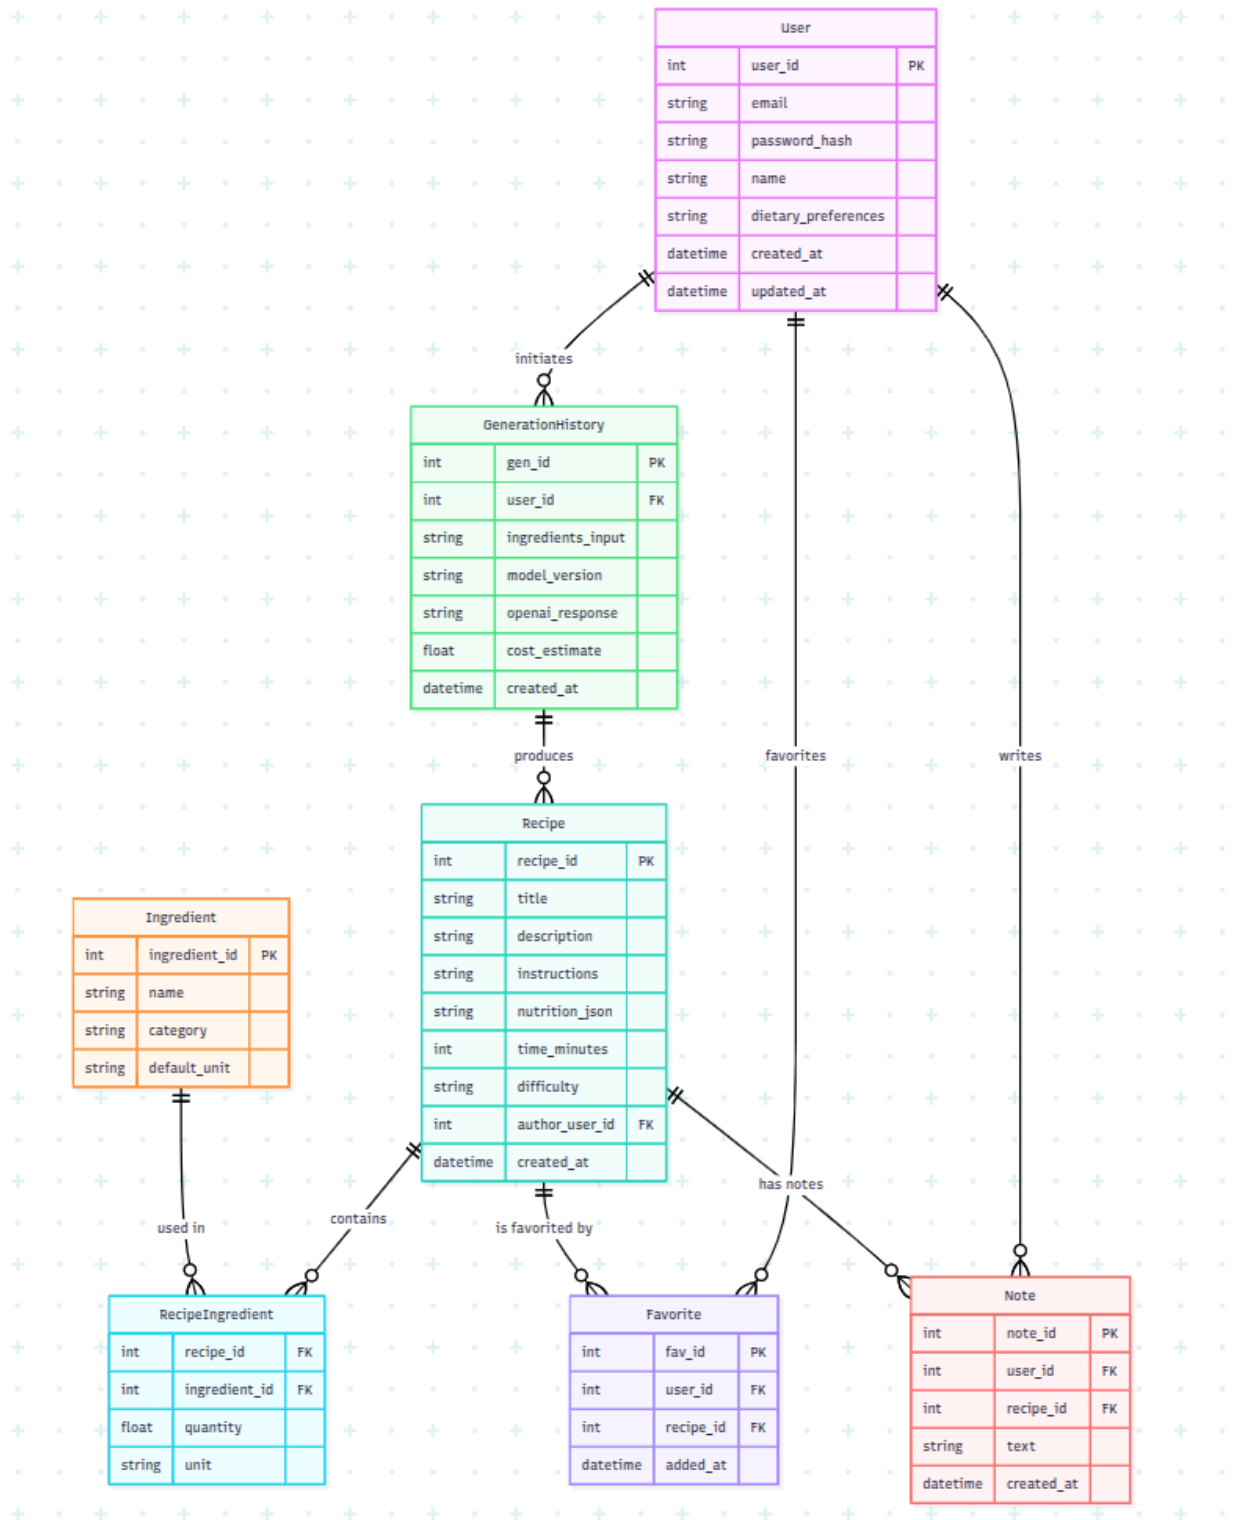 User
int user_id PK
string email
string password_hash
string name
string dietary_preferences
datetime created_at
datetime updated_at
initiates
GenerationHistory
int gen_id PK
int user_id FK
string ingredients_input
string model_version
string openai_response
float cost_estimate
datetime created_at
produces
favorites
writes
Recipe
int recipe_id PK
string title
string description
string instructions
string nutrition_json
int time_minutes
string difficulty
int author_user_id FK
datetime created_at
Ingredient
int ingredient_id PK
string name
string category
string default_unit
used in
contains
is favorited by
has notes
RecipeIngredient
int recipe_id FK
int ingredient_id FK
float quantity
string unit
Favorite
int fav_id PK
int user_id FK
int recipe_id FK
datetime added_at
Note
int note_id PK
int user_id FK
int recipe_id FK
string text
datetime created_at